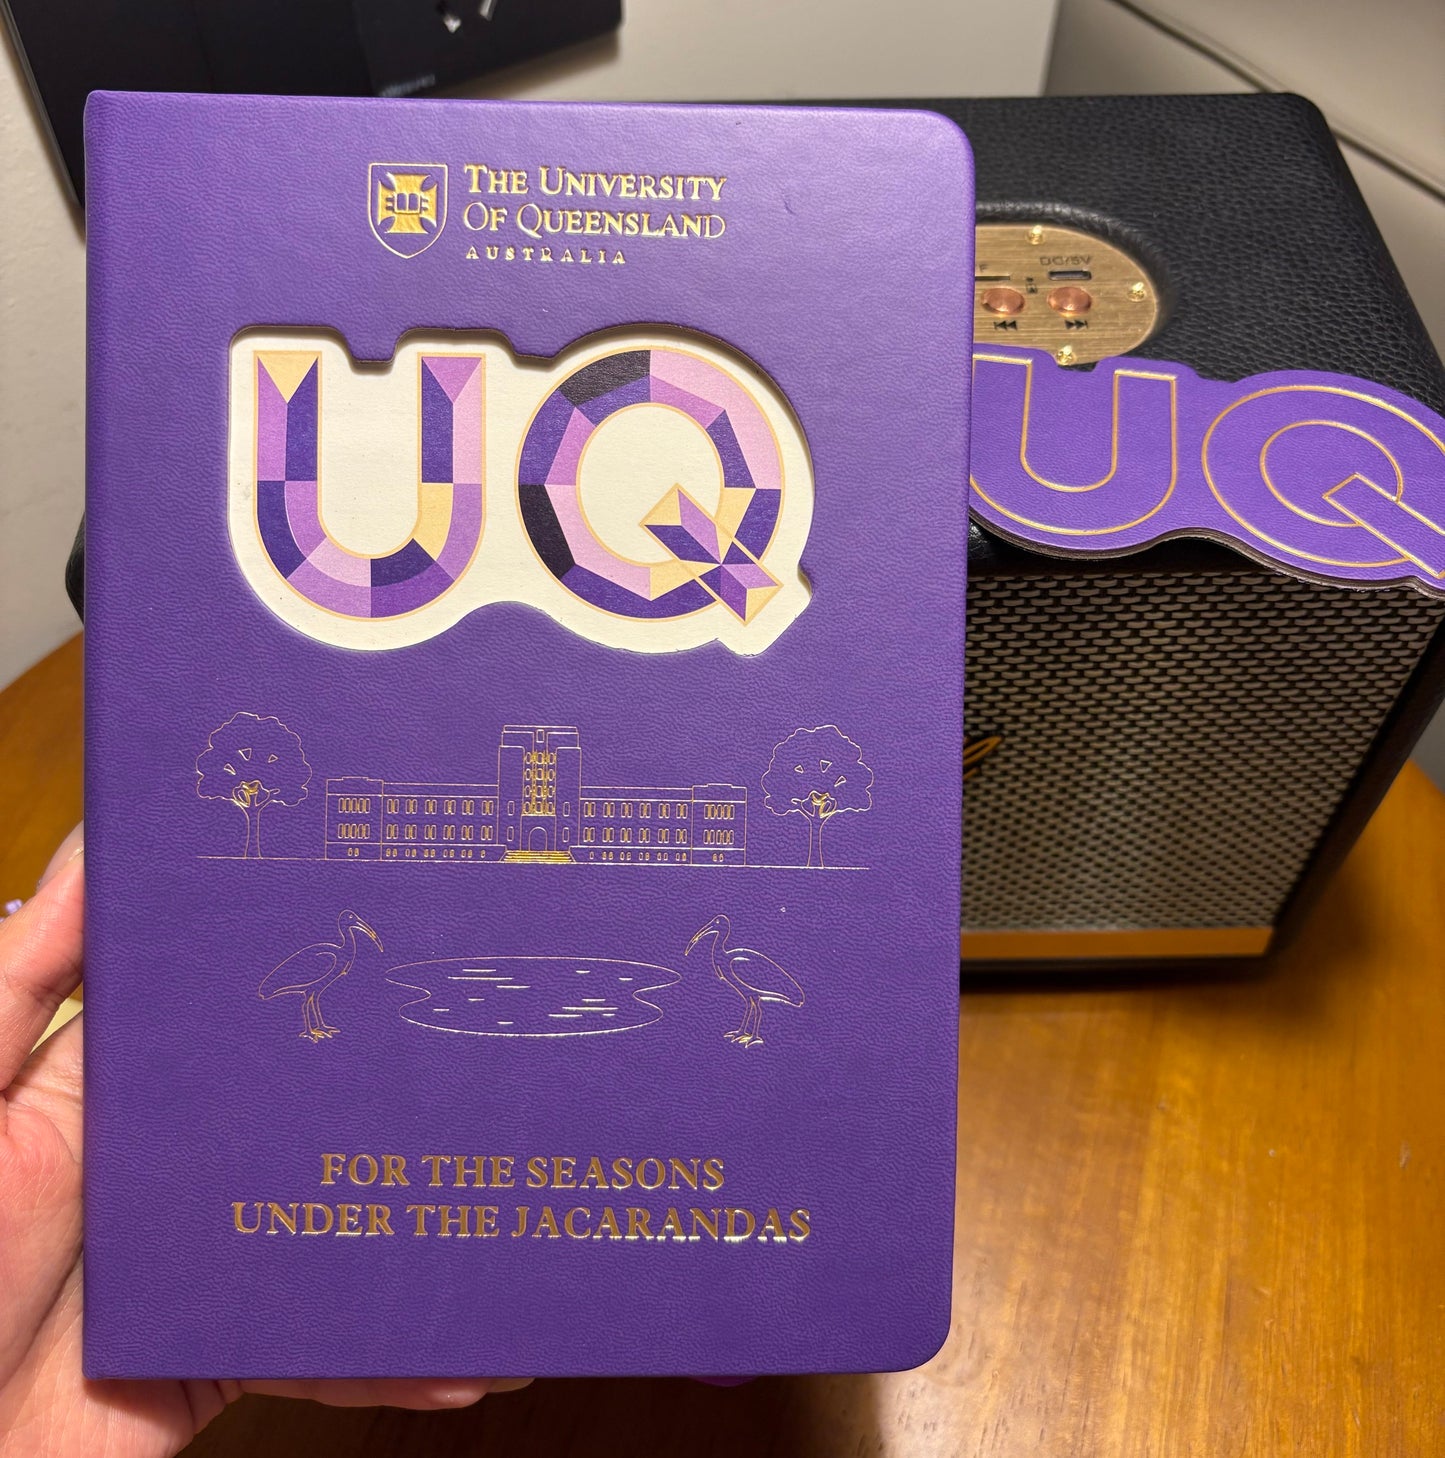 THE UNIVERSITY
OF QUEENSLAND
AUSTRALIA
UQ
FOR THE SEASONS
UNDER THE JACARANDAS
DC/5V
UQ